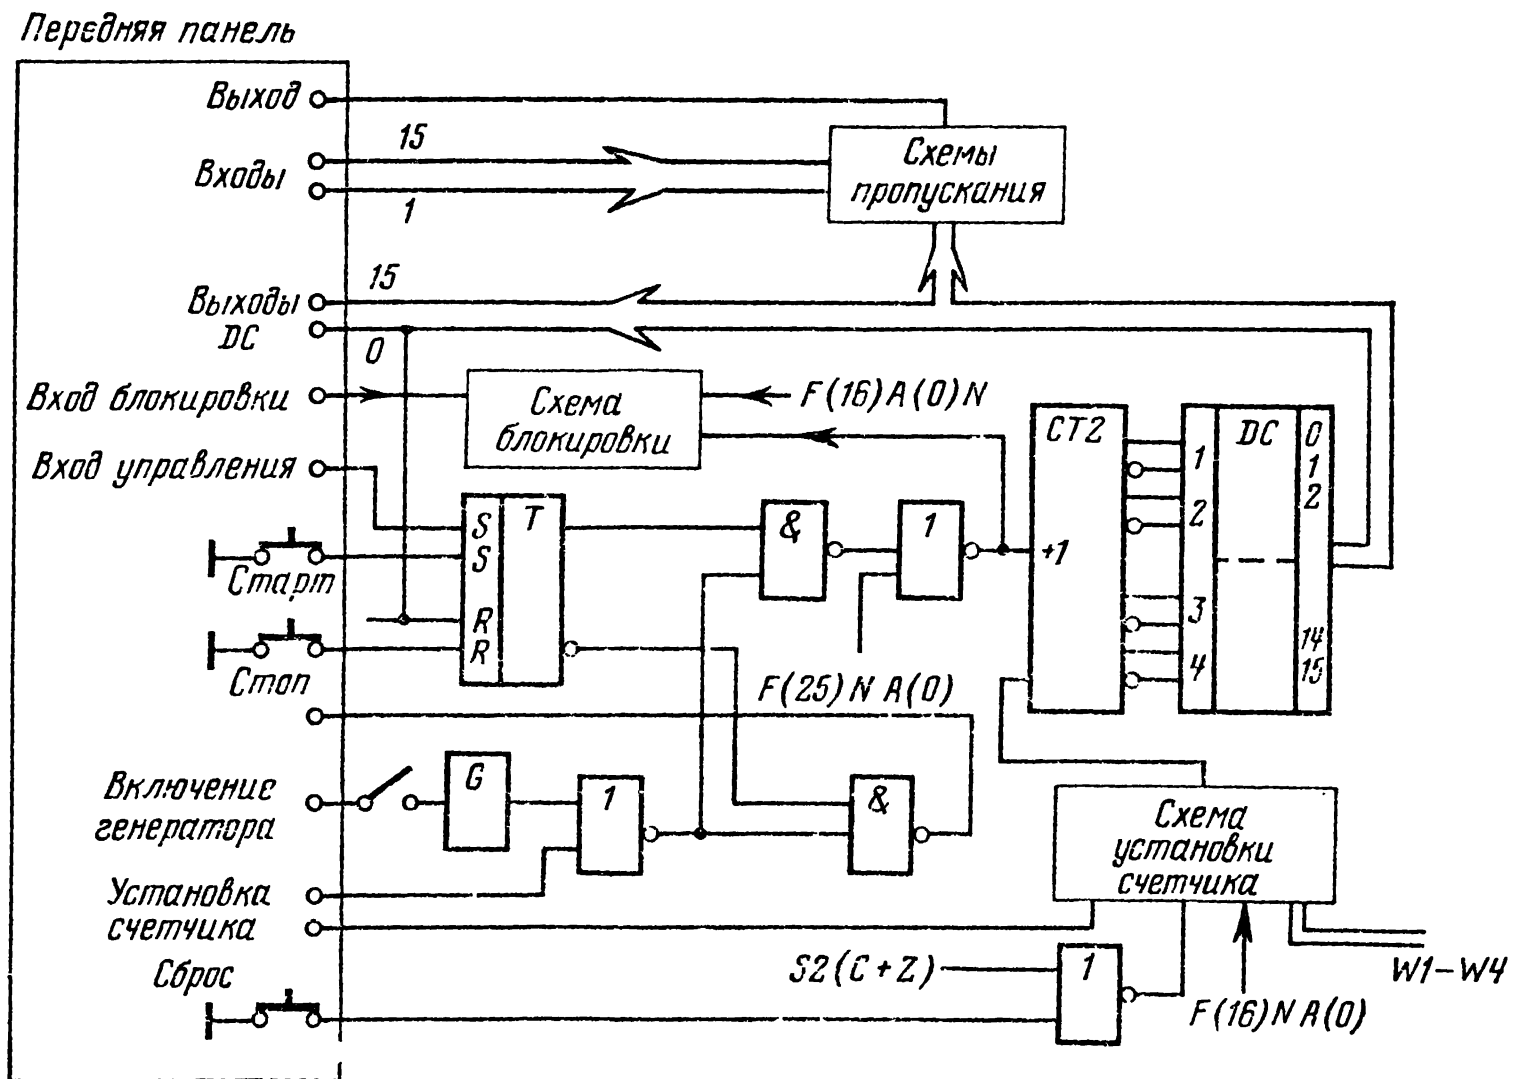 Передняя панель
Выход
15
Входы
1
Схемы
пропускания
15
Выходы
DC
0
Вход блокировки
Схема
блокировки
F(16)A(0)N
Вход управления
CT2
+1
1
2
3
4
DC
0
1
2
14
15
S
S
R
R
T
&
1
Старт
Стоп
F(25)N A(0)
Включение
генератора
G
1
&
Схема
установки
счетчика
Установка
счетчика
Сброс
S2(C+Z)
1
W1–W4
F(16)N A(0)